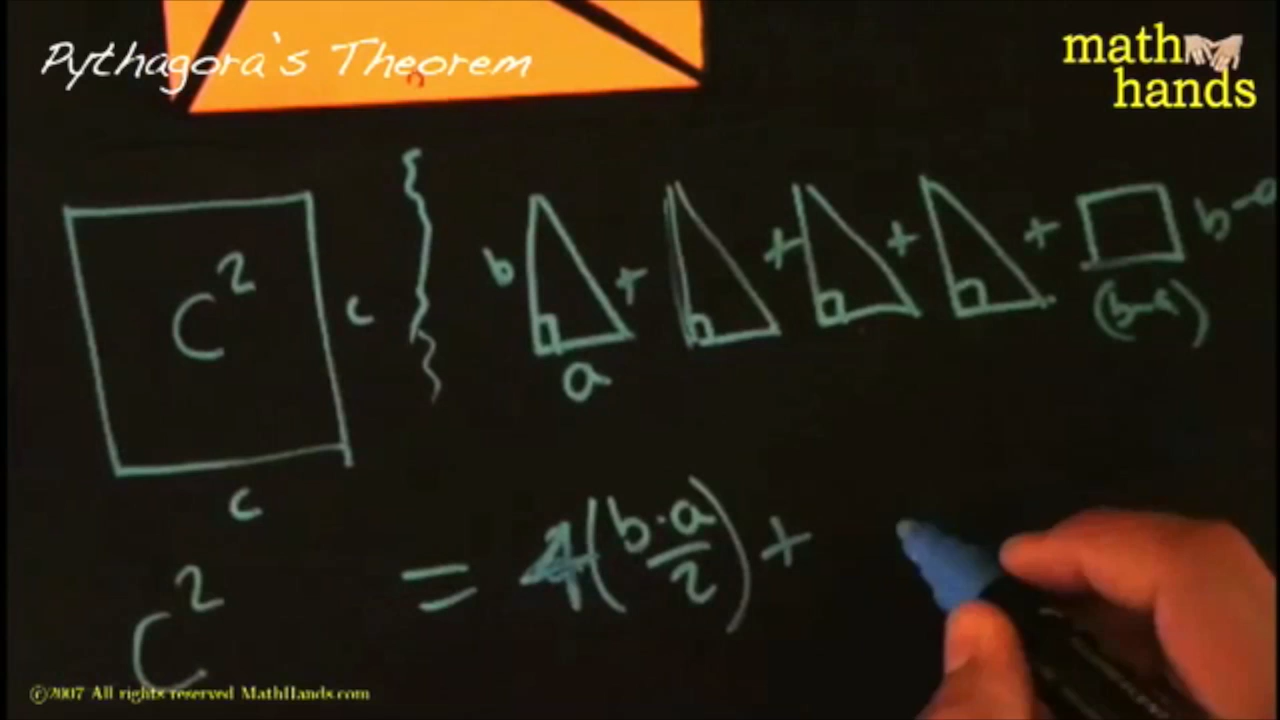 Pythagora's Theorem
math
hands
C²
c
c
b
a
+
+
+
+
(b-a)
C² = 4(b·a/2) +
©2007 All rights reserved MathHands.com